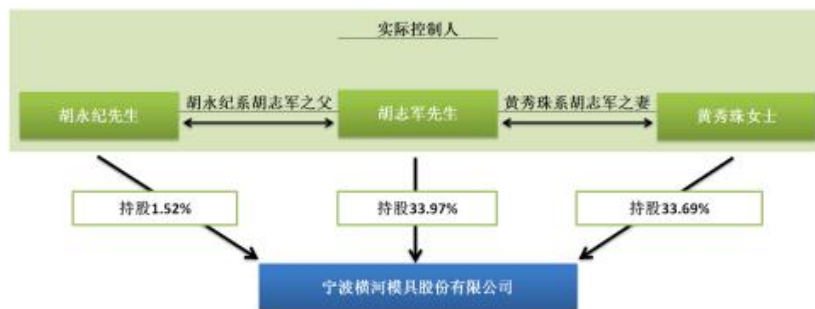 实际控制人
胡永纪先生
胡永纪系胡志军之父
胡志军先生
黄秀珠系胡志军之妻
黄秀珠女士
持股1.52%
持股33.97%
持股33.69%
宁波横河模具股份有限公司